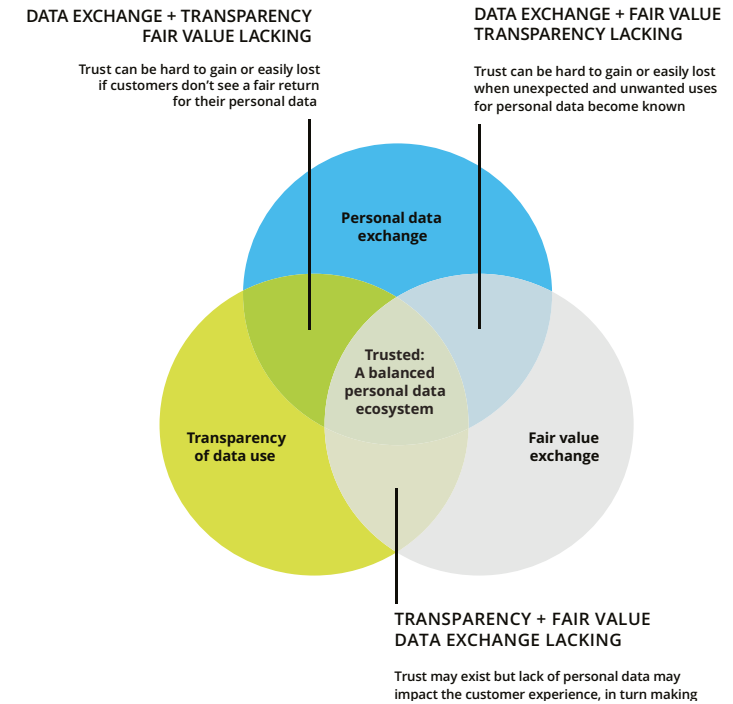 DATA EXCHANGE + TRANSPARENCY
FAIR VALUE LACKING
Trust can be hard to gain or easily lost
if customers don’t see a fair return
for their personal data
DATA EXCHANGE + FAIR VALUE
TRANSPARENCY LACKING
Trust can be hard to gain or easily lost
when unexpected and unwanted uses
for personal data become known
Personal data
exchange
Trusted:
A balanced
personal data
ecosystem
Transparency
of data use
Fair value
exchange
TRANSPARENCY + FAIR VALUE
DATA EXCHANGE LACKING
Trust may exist but lack of personal data may
impact the customer experience, in turn making